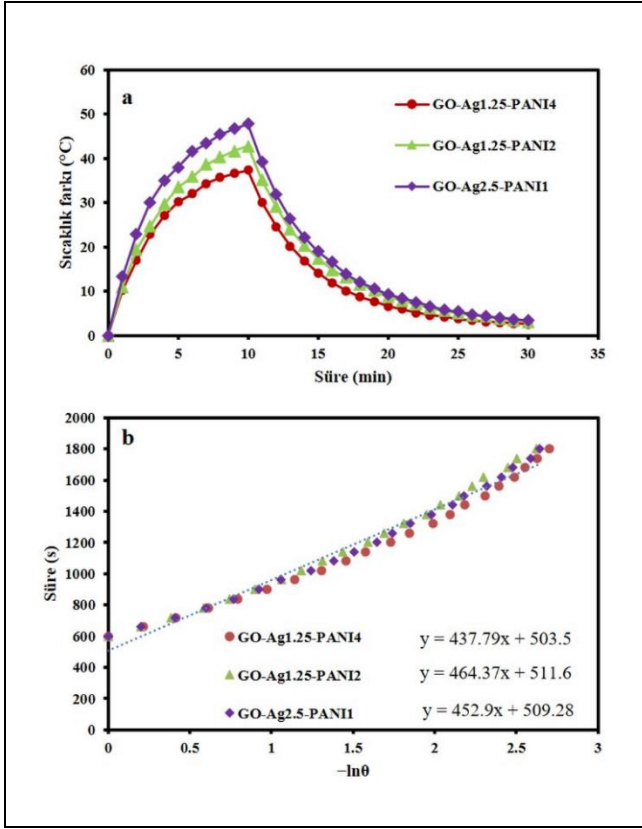 60
50
40
30
20
10
0
a
GO-Ag1.25-PANI4
GO-Ag1.25-PANI2
GO-Ag2.5-PANI1
Sıcaklık farkı (°C)
0 5 10 15 20 25 30 35
Süre (min)
2000
1800
1600
1400
1200
1000
800
600
400
200
0
b
Süre (s)
GO-Ag1.25-PANI4 y = 437.79x + 503.5
GO-Ag1.25-PANI2 y = 464.37x + 511.6
GO-Ag2.5-PANI1 y = 452.9x + 509.28
0 0.5 1 1.5 2 2.5 3
−lnθ